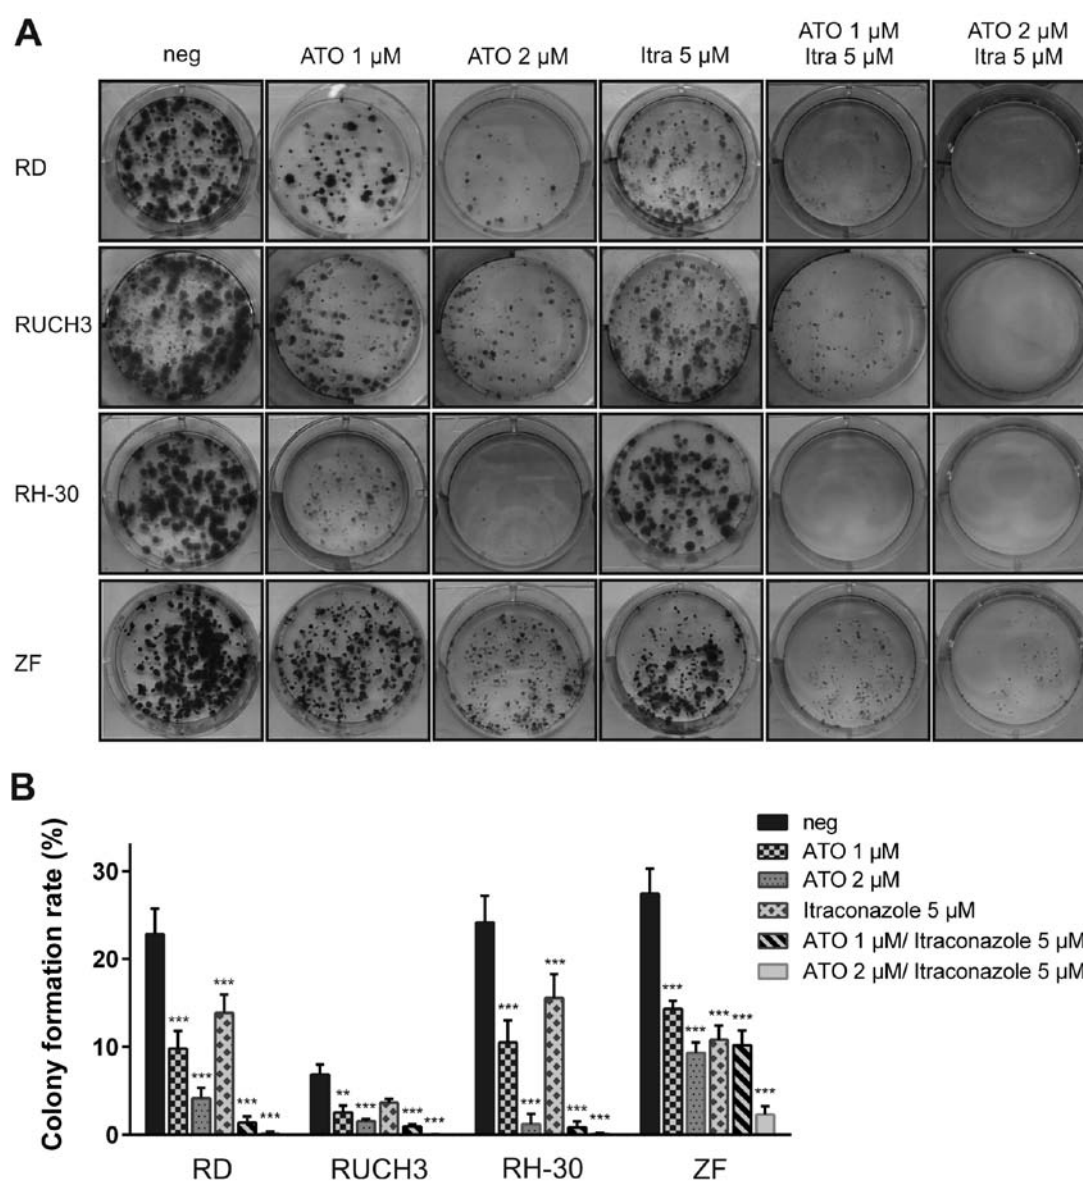 A
neg
ATO 1 µM
ATO 2 µM
Itra 5 µM
ATO 1 µM
Itra 5 µM
ATO 2 µM
Itra 5 µM
RD
RUCH3
RH-30
ZF
B
Colony formation rate (%)
30
20
10
0
*** *** *** *** ***
** *** *** ***
*** *** *** *** ***
*** *** *** *** ***
RD RUCH3 RH-30 ZF
neg
ATO 1 µM
ATO 2 µM
Itraconazole 5 µM
ATO 1 µM/ Itraconazole 5 µM
ATO 2 µM/ Itraconazole 5 µM